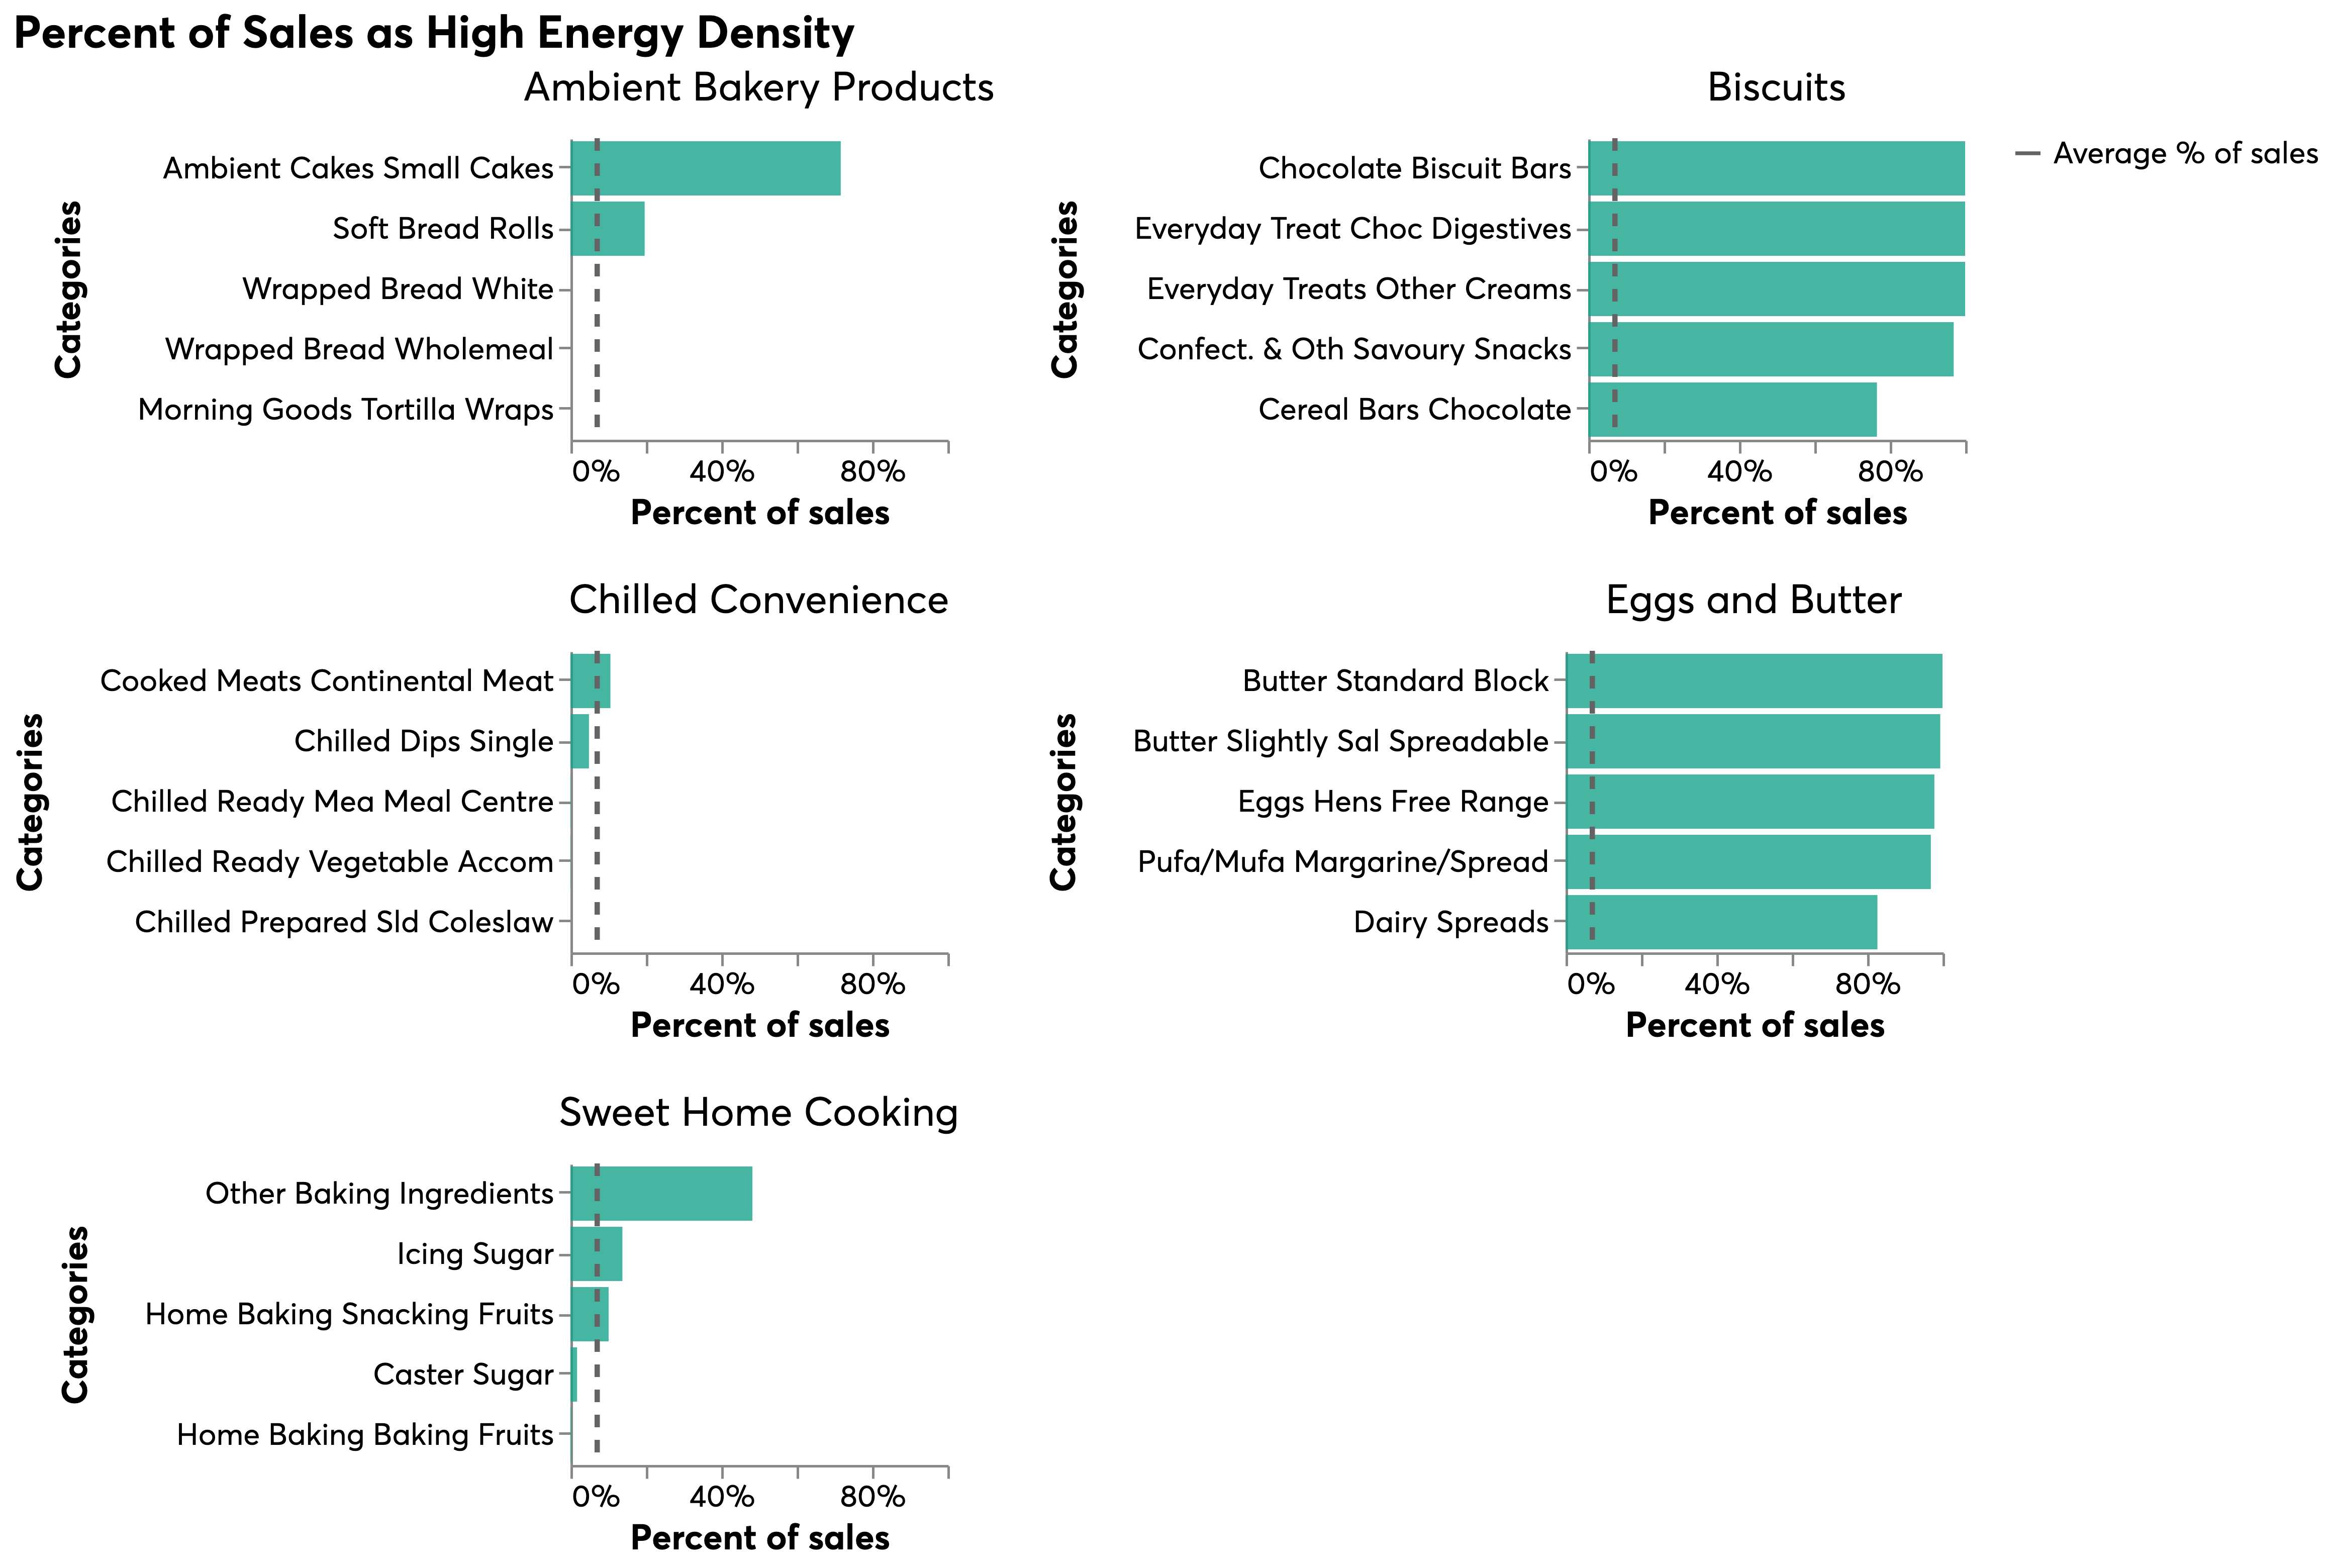 Percent of Sales as High Energy Density
Ambient Bakery Products
Categories
Ambient Cakes Small Cakes
Soft Bread Rolls
Wrapped Bread White
Wrapped Bread Wholemeal
Morning Goods Tortilla Wraps
0% 40% 80%
Percent of sales
Biscuits
Categories
Chocolate Biscuit Bars
Everyday Treat Choc Digestives
Everyday Treats Other Creams
Confect. & Oth Savoury Snacks
Cereal Bars Chocolate
0% 40% 80%
Percent of sales
Average % of sales
Chilled Convenience
Categories
Cooked Meats Continental Meat
Chilled Dips Single
Chilled Ready Mea Meal Centre
Chilled Ready Vegetable Accom
Chilled Prepared Sld Coleslaw
0% 40% 80%
Percent of sales
Eggs and Butter
Categories
Butter Standard Block
Butter Slightly Sal Spreadable
Eggs Hens Free Range
Pufa/Mufa Margarine/Spread
Dairy Spreads
0% 40% 80%
Percent of sales
Sweet Home Cooking
Categories
Other Baking Ingredients
Icing Sugar
Home Baking Snacking Fruits
Caster Sugar
Home Baking Baking Fruits
0% 40% 80%
Percent of sales